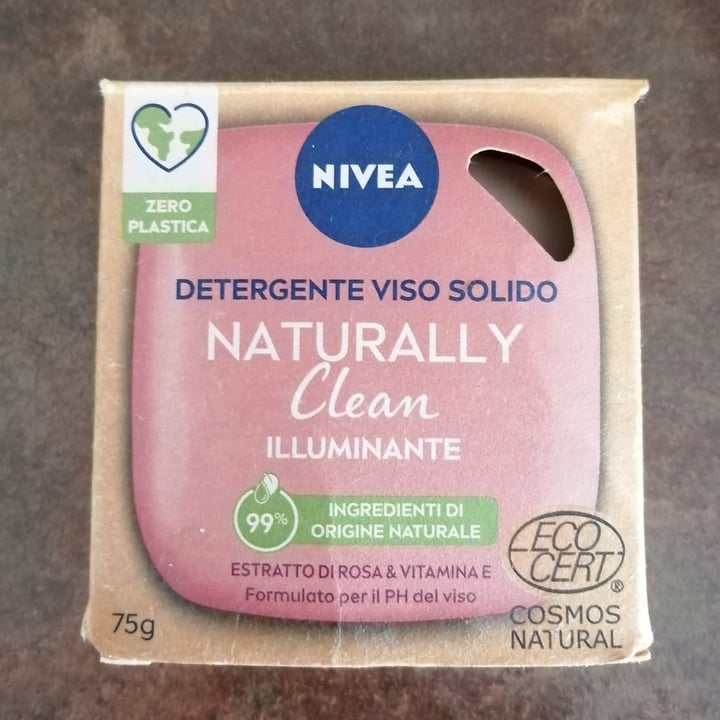 NIVEA
ZERO
PLASTICA
DETERGENTE VISO SOLIDO
NATURALLY
Clean
ILLUMINANTE
99%
INGREDIENTI DI
ORIGINE NATURALE
ESTRATTO DI ROSA & VITAMINA E
Formulato per il PH del viso
75g
ECO
CERT®
COSMOS
NATURAL